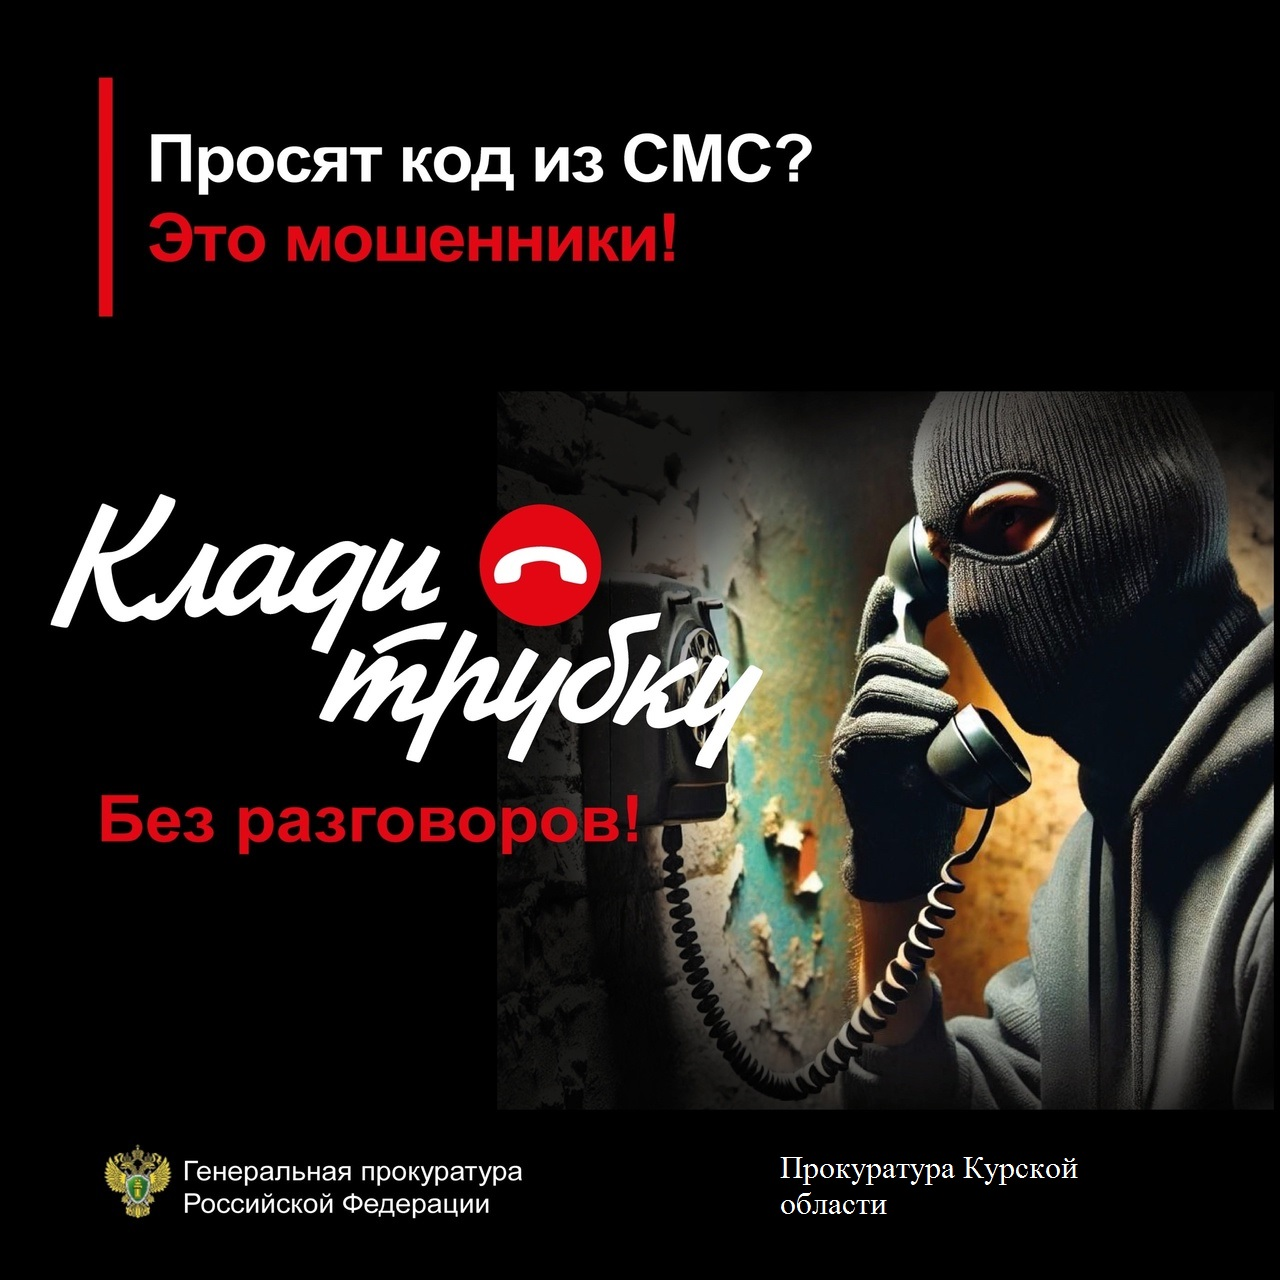 Просят код из СМС?
Это мошенники!
Клади
трубку
Без разговоров!
Генеральная прокуратура
Российской Федерации
Прокуратура Курской
области